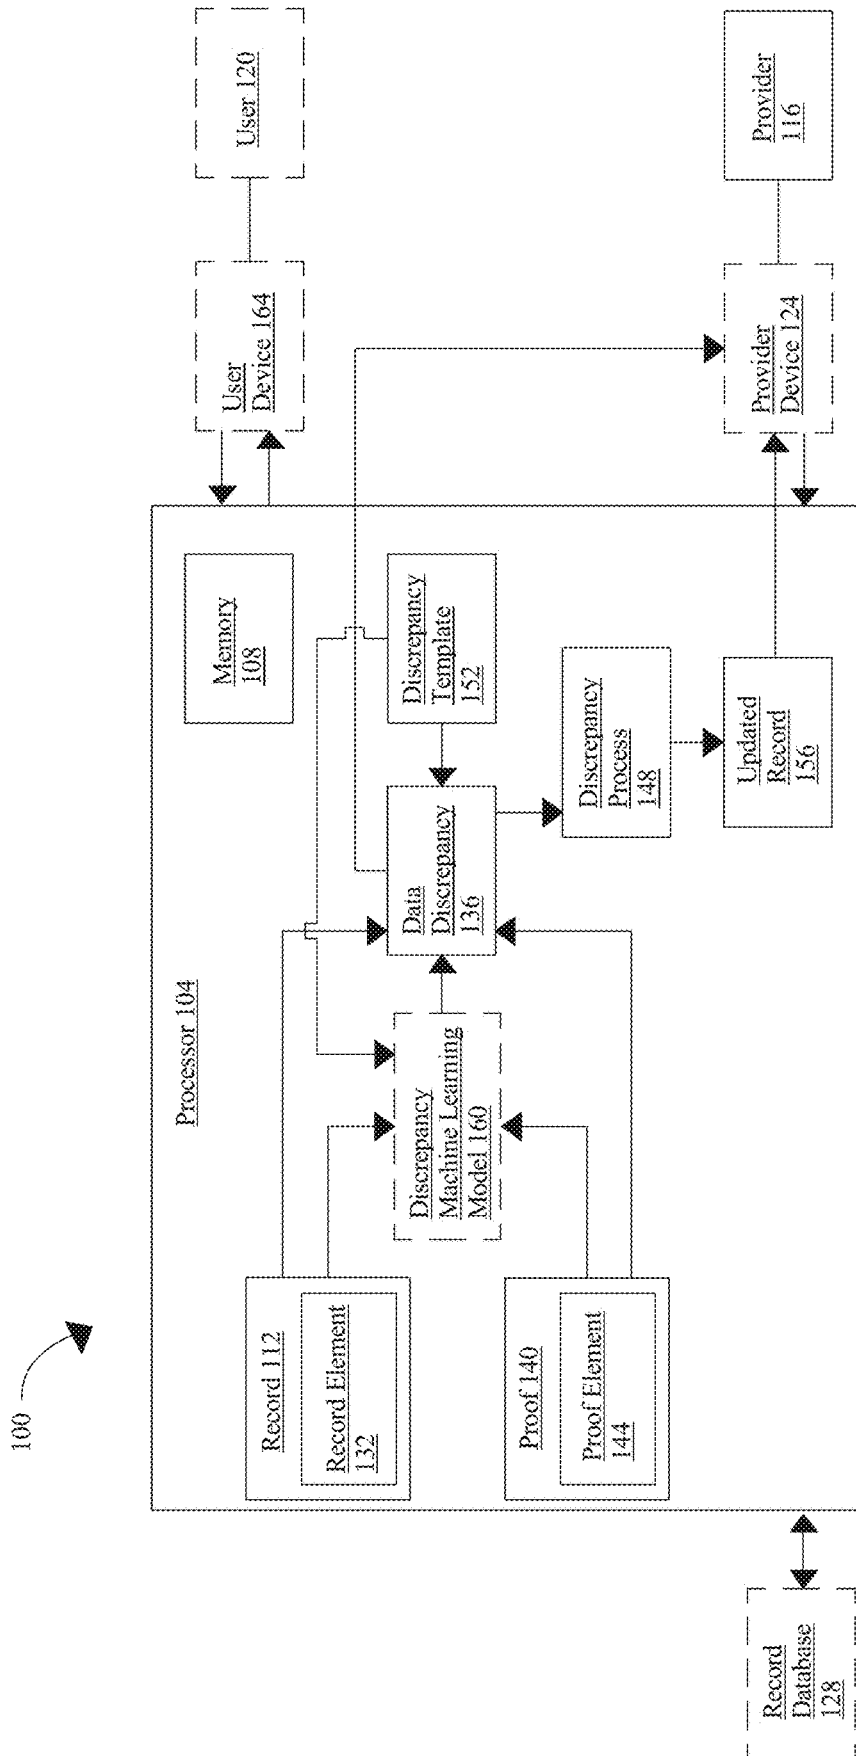 100
Processor 104
Memory
108
User
Device 164
User 120
Record 112
Record Element
132
Discrepancy
Machine Learning
Model 160
Data
Discrepancy
136
Discrepancy
Template
152
Proof 140
Proof Element
144
Discrepancy
Process
148
Updated
Record
156
Provider
Device 124
Provider
116
Record
Database
128